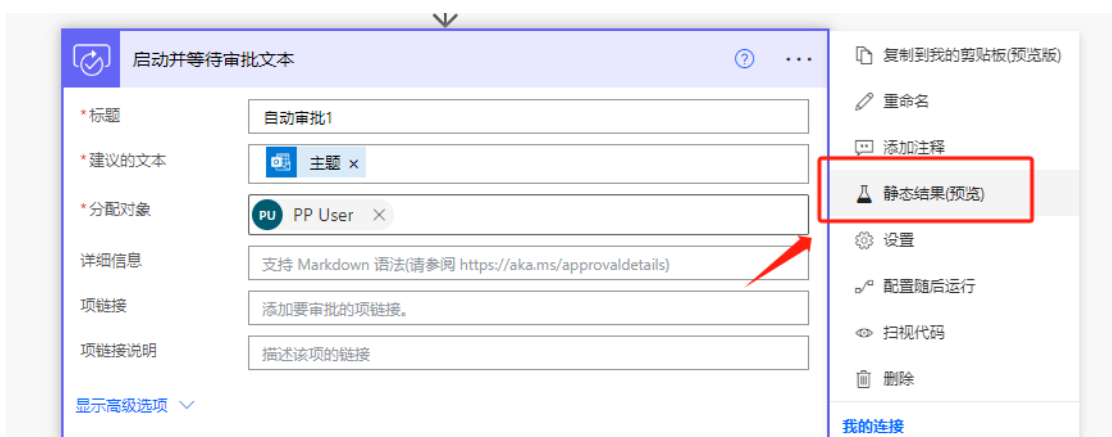 启动并等待审批文本
*标题
自动审批1
*建议的文本
主题 ×
*分配对象
PU PP User ×
详细信息
支持 Markdown 语法(请参阅 https://aka.ms/approvaldetails)
项链接
添加要审批的项链接。
项链接说明
描述该项的链接
显示高级选项
复制到我的剪贴板(预览版)
重命名
添加注释
静态结果(预览)
设置
配置随后运行
扫视代码
删除
我的连接